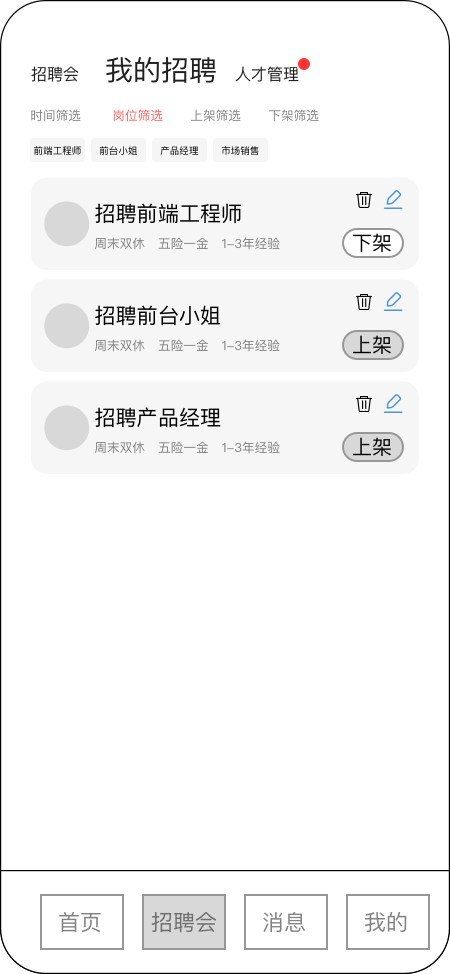 招聘会 我的招聘 人才管理
时间筛选 岗位筛选 上架筛选 下架筛选
前端工程师 前台小姐 产品经理 市场销售
招聘前端工程师
周末双休 五险一金 1-3年经验
下架
招聘前台小姐
周末双休 五险一金 1-3年经验
上架
招聘产品经理
周末双休 五险一金 1-3年经验
上架
首页 招聘会 消息 我的